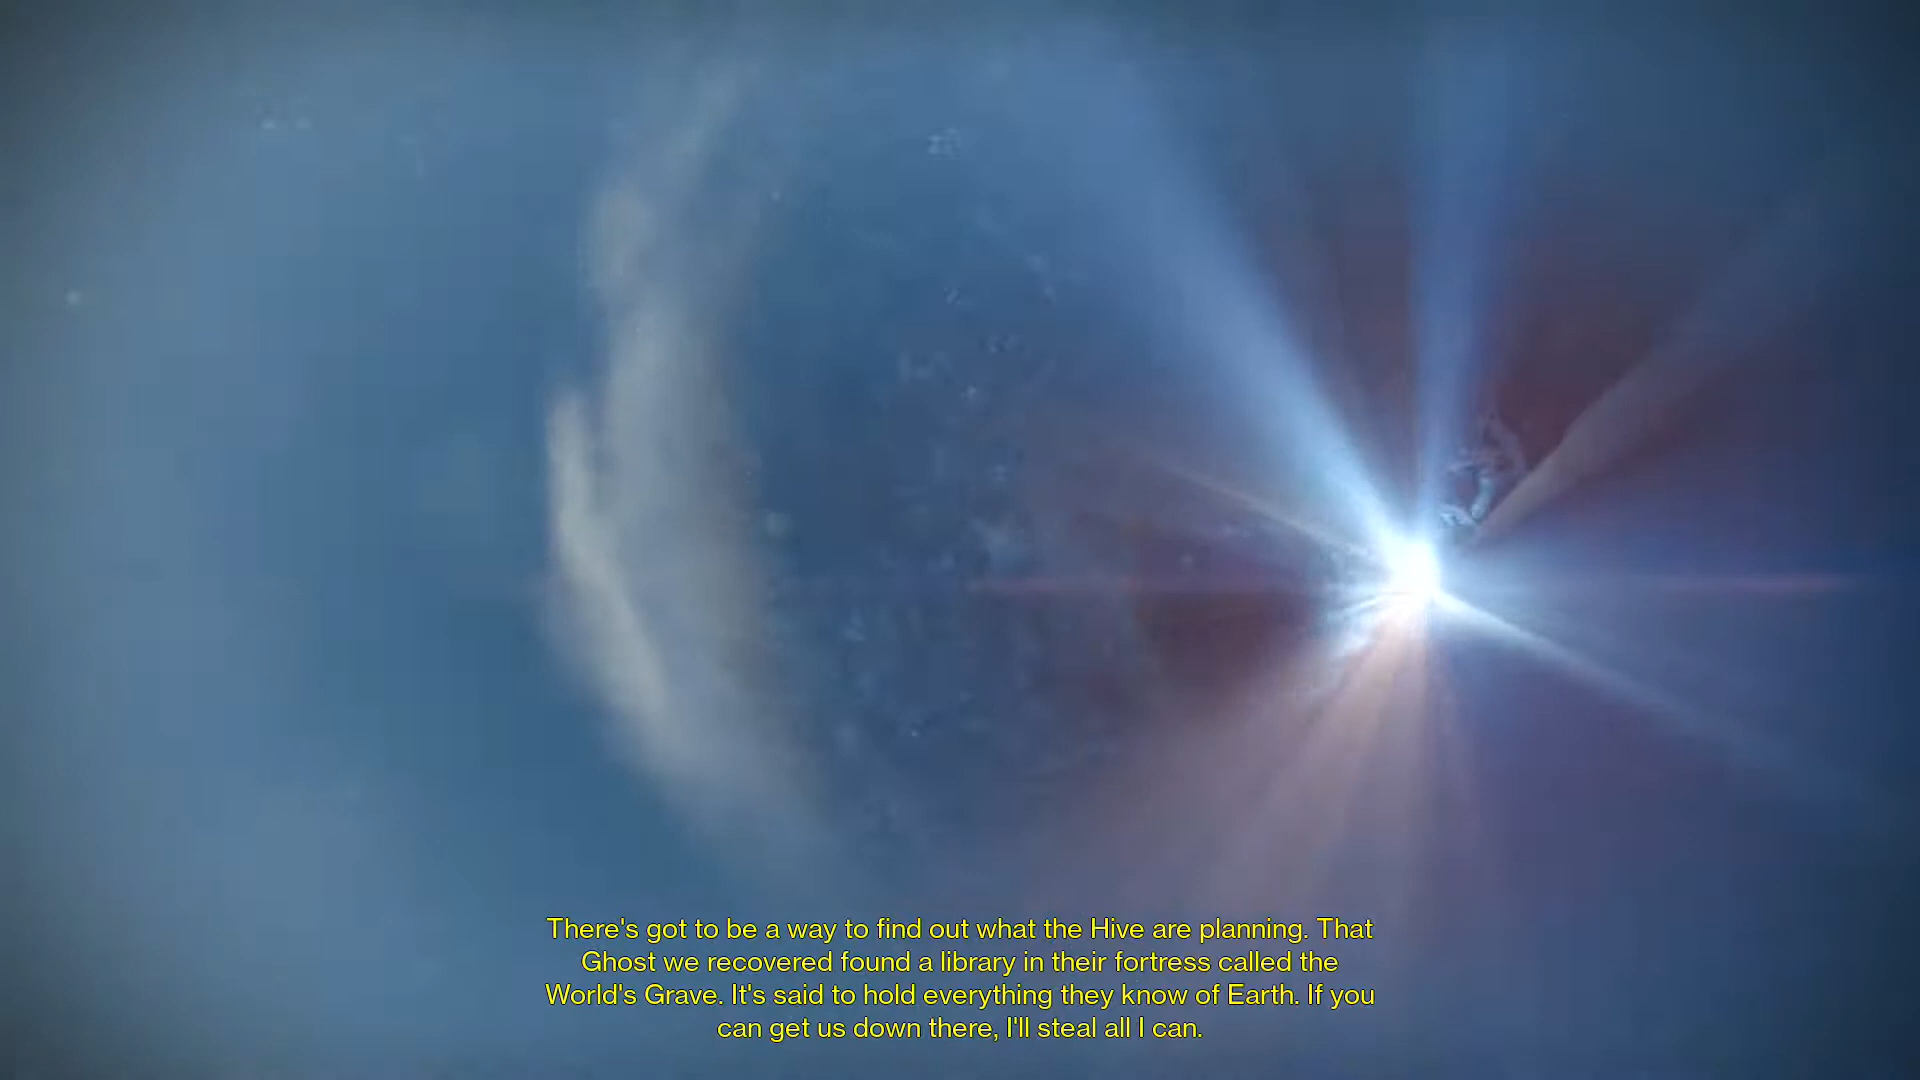 There's got to be a way to find out what the Hive are planning. That
Ghost we recovered found a library in their fortress called the
World's Grave. It's said to hold everything they know of Earth. If you
can get us down there, I'll steal all I can.